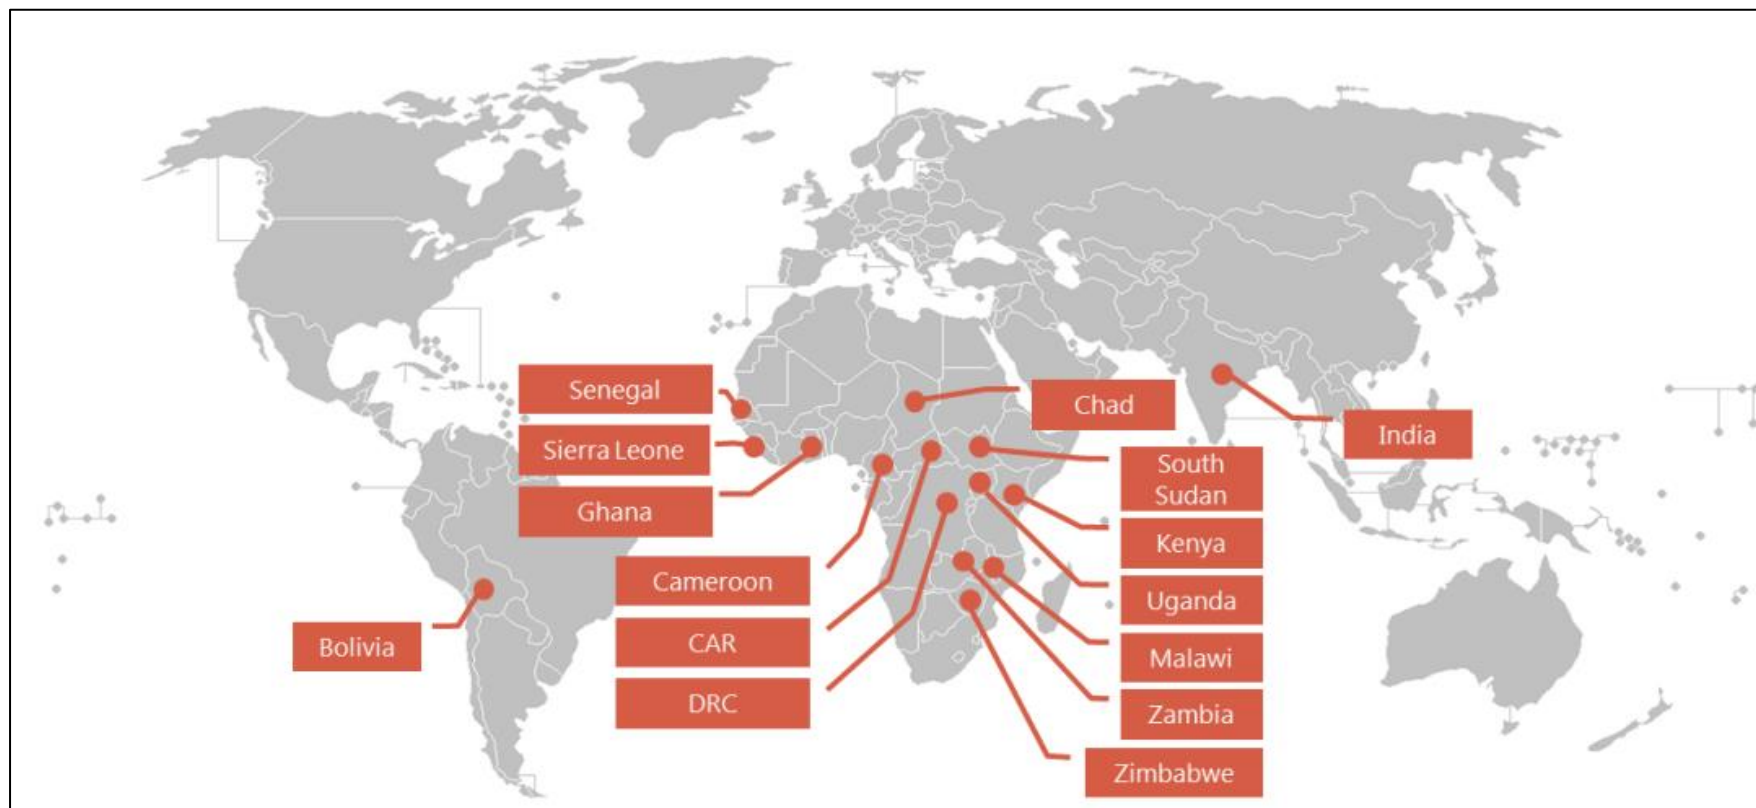 Senegal
Chad
India
Sierra Leone
South
Sudan
Ghana
Kenya
Cameroon
Uganda
Bolivia
CAR
Malawi
DRC
Zambia
Zimbabwe